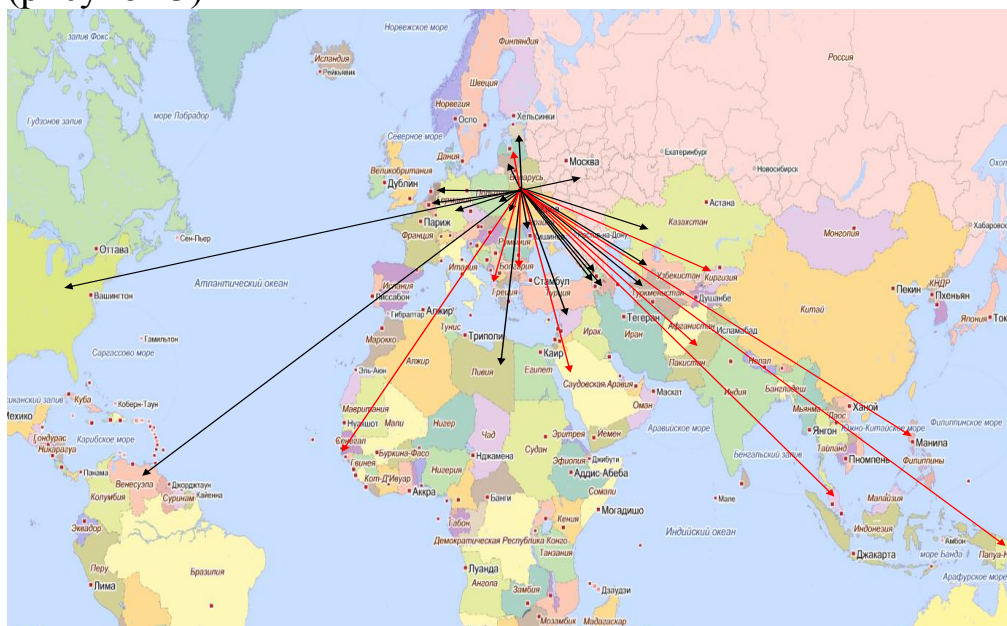 запив Фокс
Норвежское море
Исландия
Рейкьявик
Финляндия
Швеция
Россия
Норвегия
Гудзонов запив
море Лабрадор
Осло
Хельсинки
Северное море
Дания
Москва
Екатеринбург
Новосибирск
Великобритания
Дублин
Беларусь
Астана
Казахстан
Монголия
Хабаровск
Париж
Сен-Пьер
Оттава
Франция
Румыния
Италия
Болгария
Узбекистан
Киргизия
Стамбул
Туркменистан
Душанбе
Пекин
КНДР
Пхеньян
Атлантический океан
Вашингтон
Испания
Лиссабон
Греция
Турция
Япония
Китай
Гибралтар
Алжир
Тунис
Тегеран
Афганистан
Исламабад
Гамильтон
Саргассово море
Марокко
Триполи
Каир
Ирак
Иран
Эль-Аюн
Алжир
Ливия
Египет
Саудовская Аравия
Пакистан
Непал
Индия
Бангладеш
Куба
Коберн-Таун
Мехико
Маскат
Оман
Мьянма
Лаос
Ханой
Филиппинское море
Мавритания
Нуакшот
Мали
Нигер
Чад
Судан
Эритрея
Йемен
Аравийское море
Янгон
Южно-Китайское море
Манила
Гондурас
Никарагуа
Карибское море
Сенегал
Гвинея
Буркина-Фасо
Нджамена
Джибути
Бенгальский запив
Таиланд
Пномпень
Филиппины
Панама
Венесуэла
Джорджтаун
Нигерия
Эфиопия
Аддис-Абеба
Колумбия
Суринам
Кайенна
Кот-Д'Ивуар
Аккра
Банги
Сомали
Мале
Малайзия
Эквадор
Габон
Кения
Могадишо
Индийский океан
Индонезия
Демократическая Республика Конго
Танзания
Амбон
Джакарта
море Банда
Папуа-Н
Перу
Лима
Бразилия
Луанда
Ангола
Замбия
Дзаудзи
Арафурское море
Мозамбик
Мадагаскар